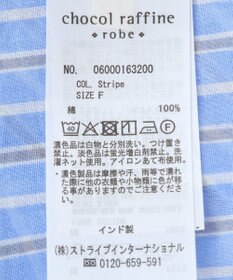 chocol raffine
• robe •
NO. 06000163200
COL. Stripe
SIZE F
綿 100%
40
濃色品は白物と分別洗い。つけ置き
禁止。淡色は蛍光増白剤禁止。
洗濯ネット使用。アイロンあて布使用。
濃色製品は摩擦や汗、雨等で濡れ
た際に他の衣類や小物類に色が移る
事がありますのでご注意下さい。
インド製
(株)ストライプインターナショナル
☎ 0120-659-591